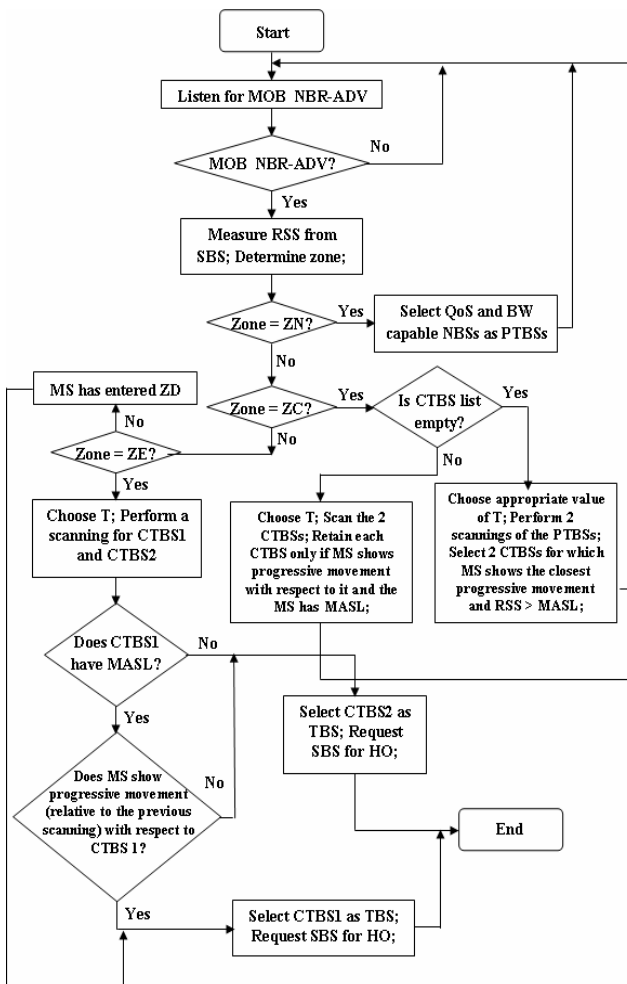 Start
Listen for MOB NBR-ADV
MOB NBR-ADV?
No
Yes
Measure RSS from
SBS; Determine zone;
Zone = ZN?
Yes
Select QoS and BW
capable NBSs as PTBSs
No
MS has entered ZD
Zone = ZC?
Yes
Is CTBS list
empty?
Yes
No
No
No
Zone = ZE?
Yes
Choose T; Perform a
scanning for CTBS1
and CTBS2
Choose T; Scan the 2
CTBSs; Retain each
CTBS only if MS shows
progressive movement
with respect to it and the
MS has MASL;
Choose appropriate value
of T; Perform 2
scannings of the PTBSs;
Select 2 CTBSs for which
MS shows the closest
progressive movement
and RSS > MASL;
Does CTBS1
have MASL?
No
Yes
Select CTBS2 as
TBS; Request
SBS for HO;
Does MS show
progressive movement
(relative to the previous
scanning) with respect to
CTBS 1?
No
End
Yes
Select CTBS1 as TBS;
Request SBS for HO;